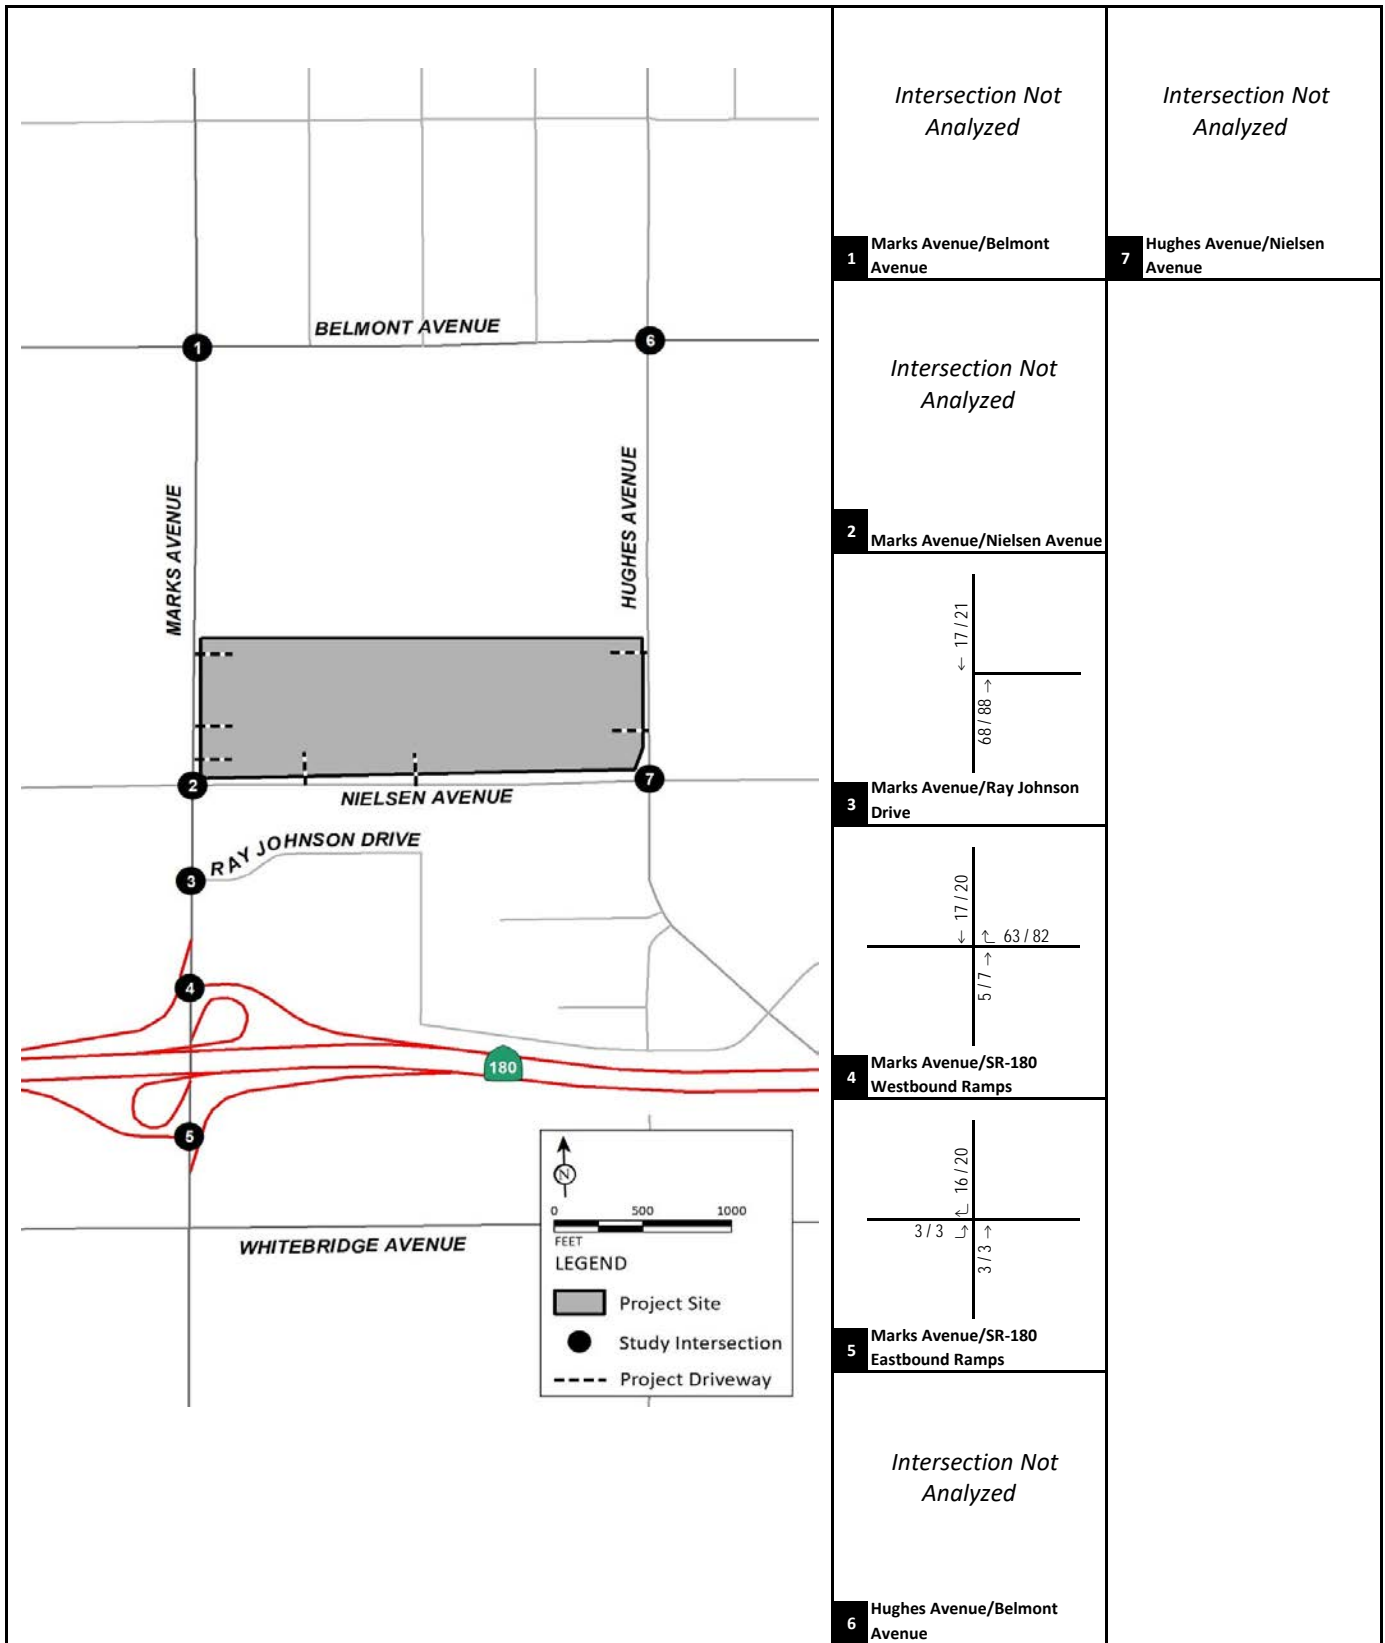 BELMONT AVENUE
1
6
MARKS AVENUE
HUGHES AVENUE
2
7
NIELSEN AVENUE
RAY JOHNSON DRIVE
3
4
180
5
WHITEBRIDGE AVENUE
N
0 500 1000
FEET
LEGEND
Project Site
Study Intersection
Project Driveway
Intersection Not
Analyzed
1 Marks Avenue/Belmont
Avenue
Intersection Not
Analyzed
7 Hughes Avenue/Nielsen
Avenue
Intersection Not
Analyzed
2 Marks Avenue/Nielsen Avenue
17 / 21
68 / 88
3 Marks Avenue/Ray Johnson
Drive
17 / 20
63 / 82
5 / 7
4 Marks Avenue/SR-180
Westbound Ramps
16 / 20
3 / 3
3 / 3
5 Marks Avenue/SR-180
Eastbound Ramps
Intersection Not
Analyzed
6 Hughes Avenue/Belmont
Avenue